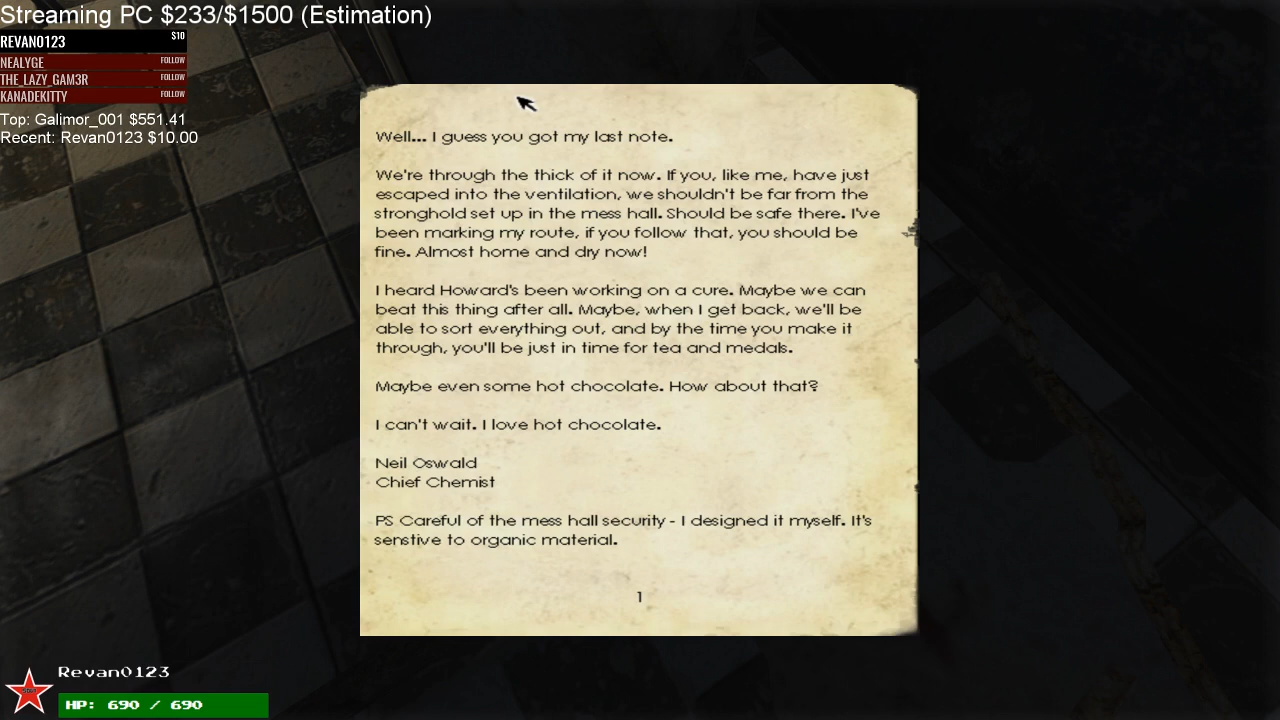 Streaming PC $233/$1500 (Estimation)
REVAN0123 $10
NEALYGE FOLLOW
THE_LAZY_GAM3R FOLLOW
KANADEKITTY FOLLOW
Top: Galimor_001 $551.41
Recent: Revan0123 $10.00
Well... I guess you got my last note.
We're through the thick of it now. If you, like me, have just
escaped into the ventilation, we shouldn't be far from the
stronghold set up in the mess hall. Should be safe there. I've
been marking my route, if you follow that, you should be
fine. Almost home and dry now!
I heard Howard's been working on a cure. Maybe we can
beat this thing after all. Maybe, when I get back, we'll be
able to sort everything out, and by the time you make it
through, you'll be just in time for tea and medals.
Maybe even some hot chocolate. How about that?
I can't wait. I love hot chocolate.
Neil Oswald
Chief Chemist
PS Careful of the mess hall security - I designed it myself. It's
senstive to organic material.
1
Revan0123
HP: 690 / 690